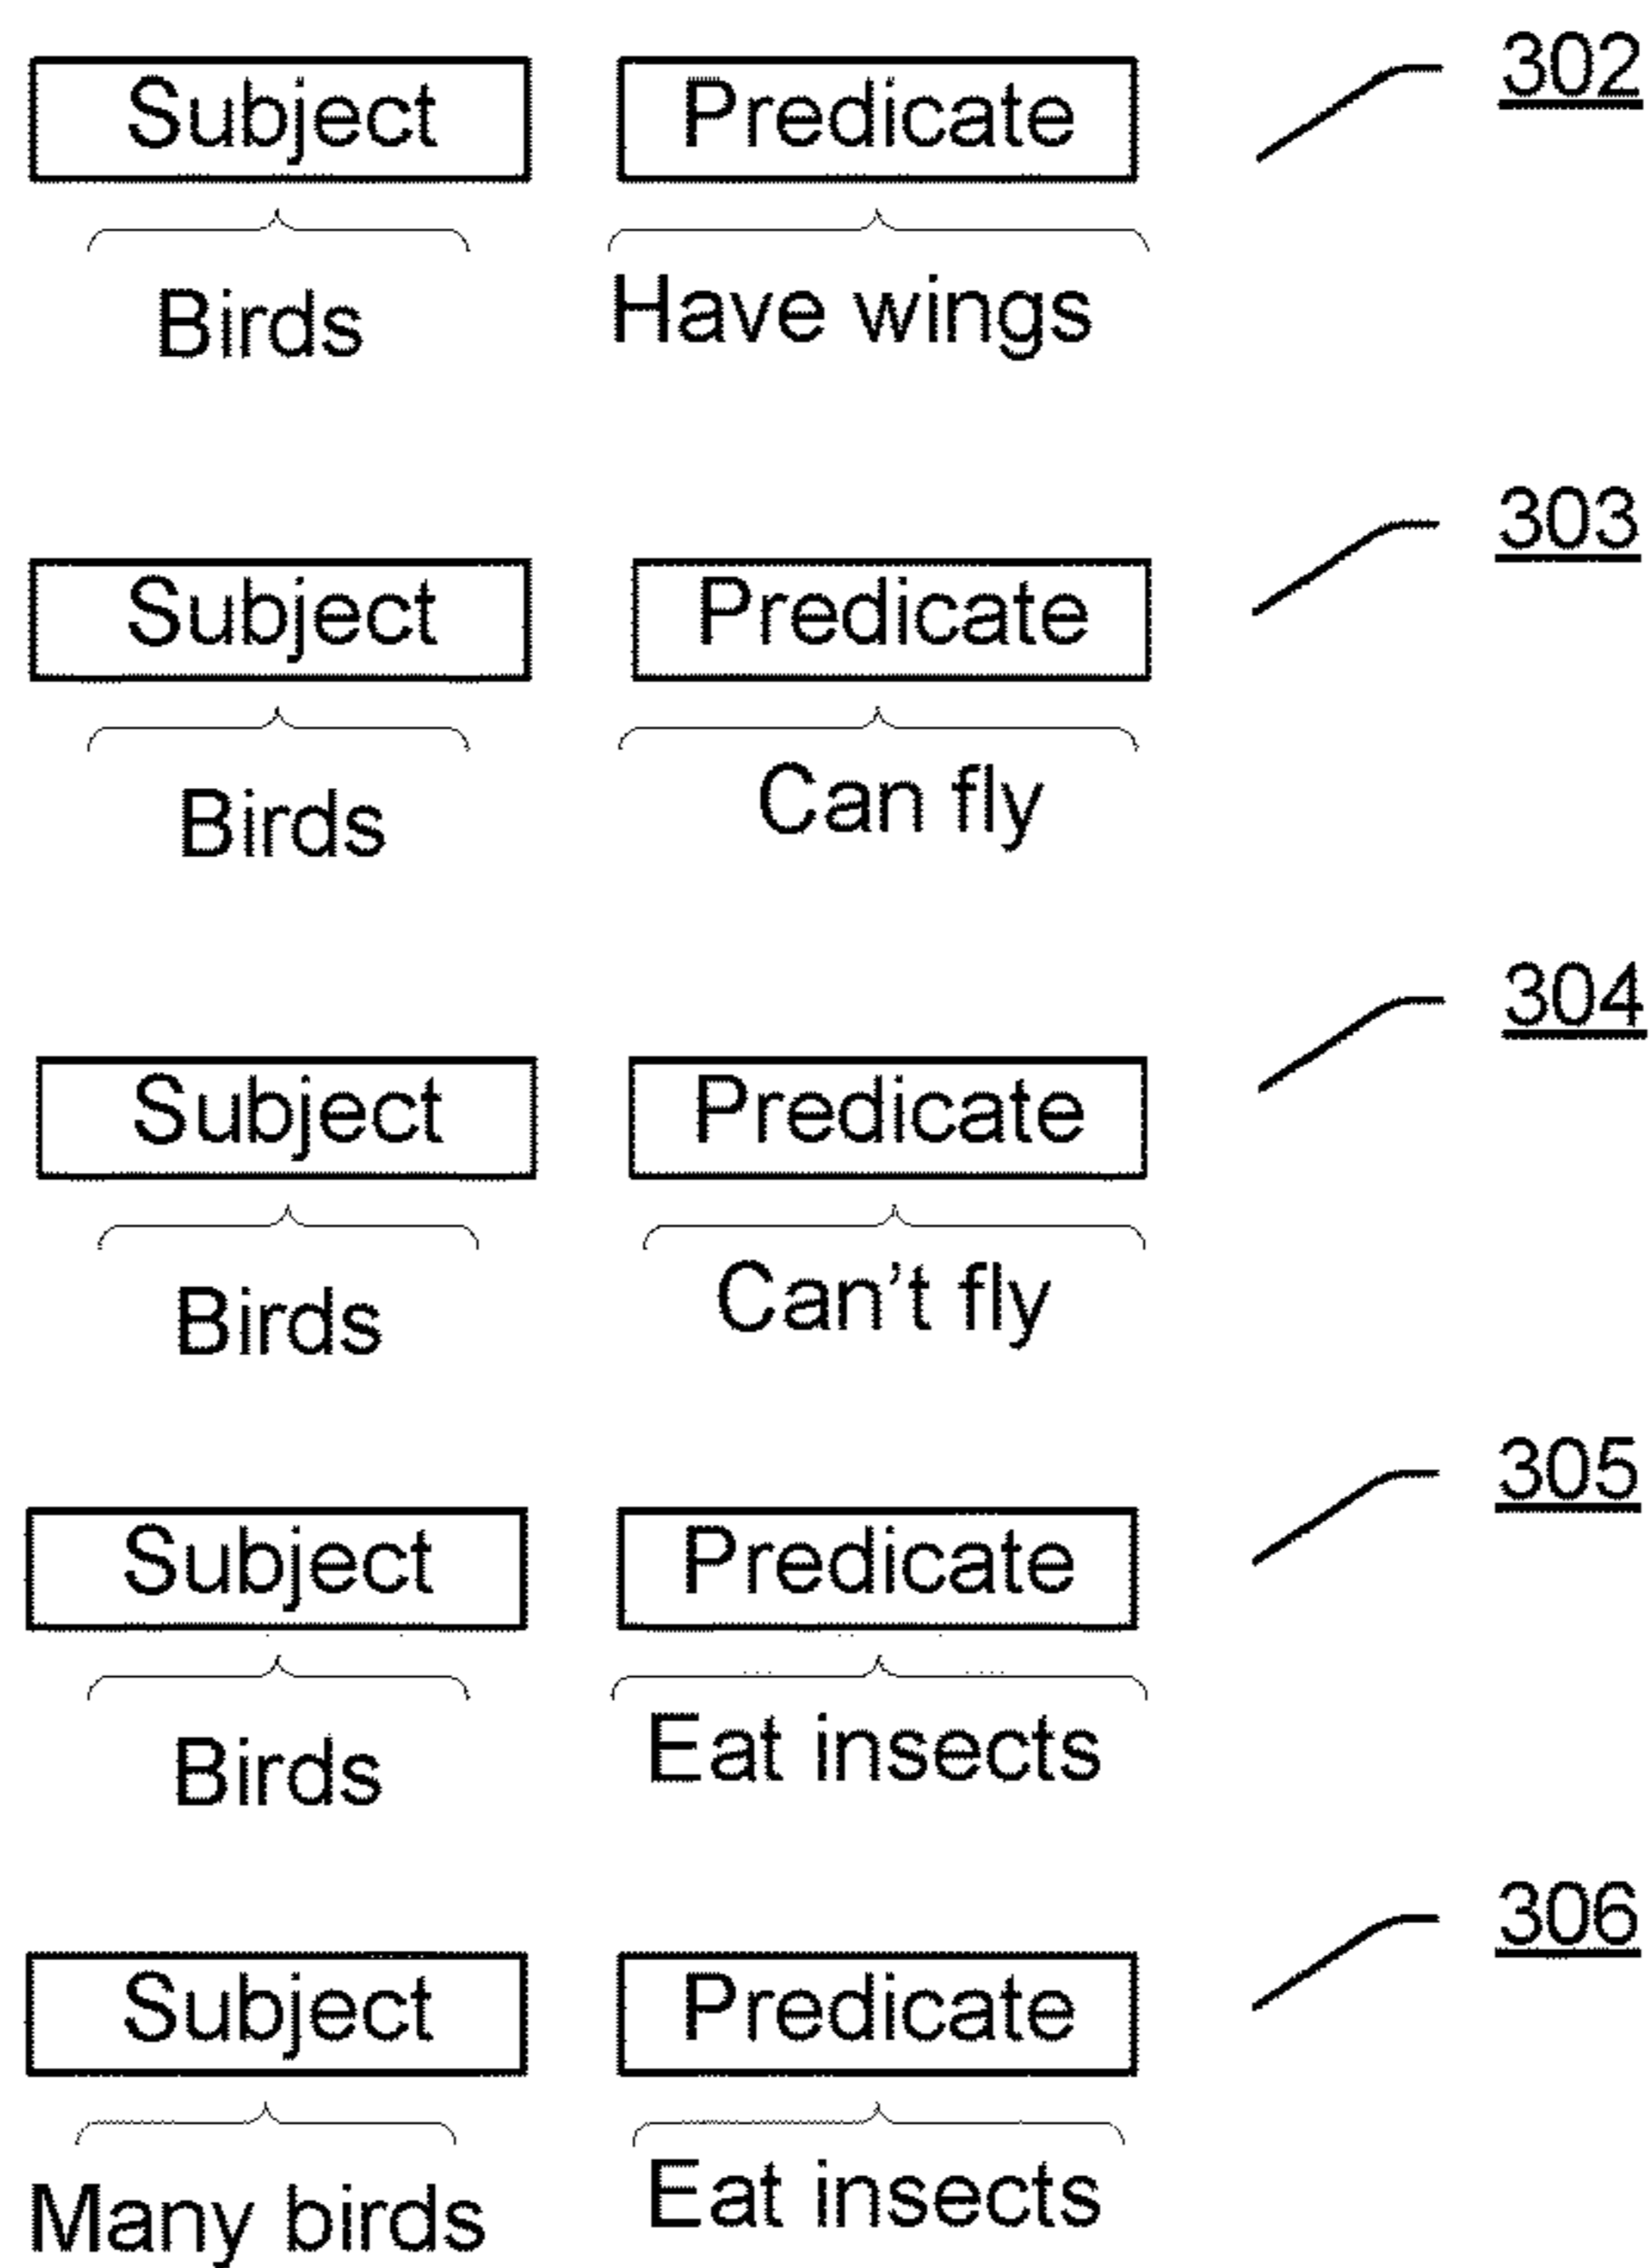 302
Subject Predicate
Birds Have wings
303
Subject Predicate
Birds Can fly
304
Subject Predicate
Birds Can't fly
305
Subject Predicate
Birds Eat insects
306
Subject Predicate
Many birds Eat insects